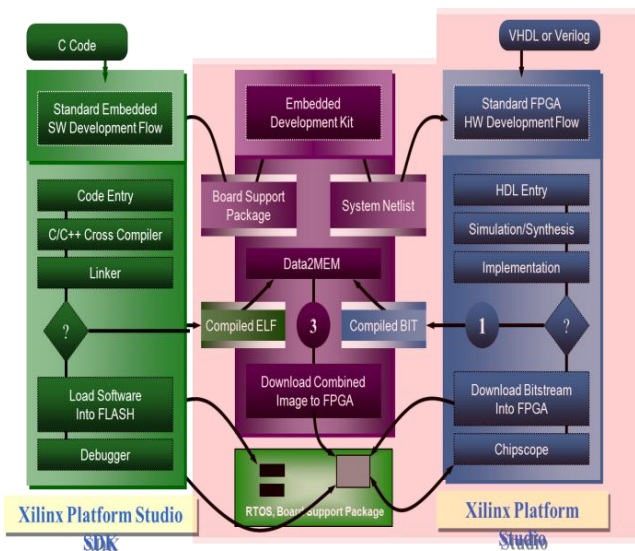 C Code
VHDL or Verilog
Standard Embedded
SW Development Flow
Embedded
Development Kit
Standard FPGA
HW Development Flow
Board Support
Package
System Netlist
Code Entry
C/C++ Cross Compiler
Linker
?
HDL Entry
Simulation/Synthesis
Implementation
?
Data2MEM
Compiled ELF
3
Compiled BIT
1
Load Software
Into FLASH
Debugger
Download Combined
Image to FPGA
Download Bitstream
Into FPGA
Chipscope
RTOS, Board Support Package
Xilinx Platform Studio
SDK
Xilinx Platform
Studio